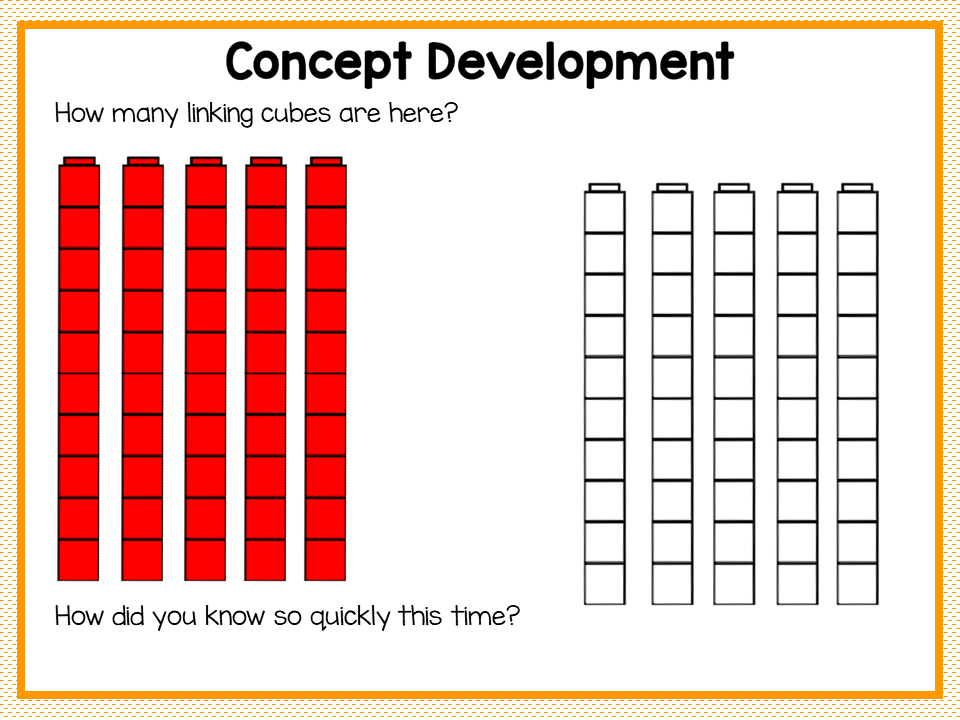 Concept Development
How many linking cubes are here?
How did you know so quickly this time?